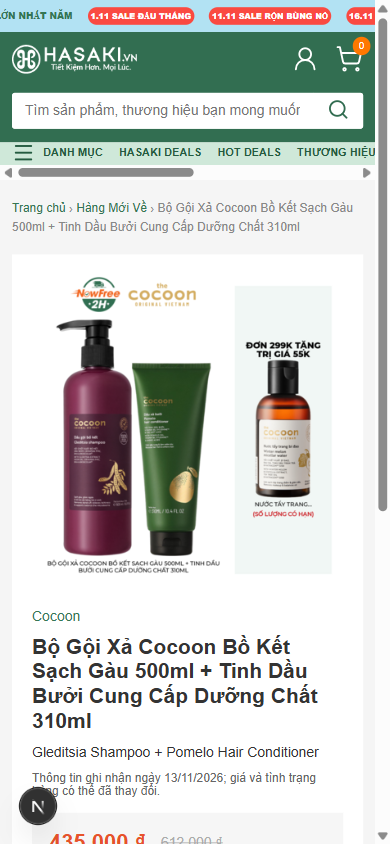 ỚN NHẤT NĂM
1.11 SALE ĐẬU THÁNG
11.11 SALE RỘN BÙNG NỔ
16.11
HASAKI.VN
Tiết Kiệm Hơn. Mọi Lúc.
0
Tìm sản phẩm, thương hiệu bạn mong muốn
DANH MỤC HASAKI DEALS HOT DEALS THƯƠNG HIỆU
Trang chủ › Hàng Mới Về › Bộ Gội Xả Cocoon Bồ Kết Sạch Gàu
500ml + Tinh Dầu Bưởi Cung Cấp Dưỡng Chất 310ml
NowFree
2H
the
cocoon
ORIGINAL VIETNAM
ĐƠN 299K TẶNG
TRỊ GIÁ 55K
cocoon
cocoon
cocoon
NƯỚC TẨY TRANG...
(SỐ LƯỢNG CÓ HẠN)
BỘ GỘI XẢ COCOON BỒ KẾT SẠCH GÀU 500ML + TINH DẦU
BƯỞI CUNG CẤP DƯỠNG CHẤT 310ML
Cocoon
Bộ Gội Xả Cocoon Bồ Kết
Sạch Gàu 500ml + Tinh Dầu
Bưởi Cung Cấp Dưỡng Chất
310ml
Gleditsia Shampoo + Pomelo Hair Conditioner
Thông tin ghi nhận ngày 13/11/2026; giá và tình trạng
hàng có thể đã thay đổi.
N
435.000 ₫ 612.000 ₫